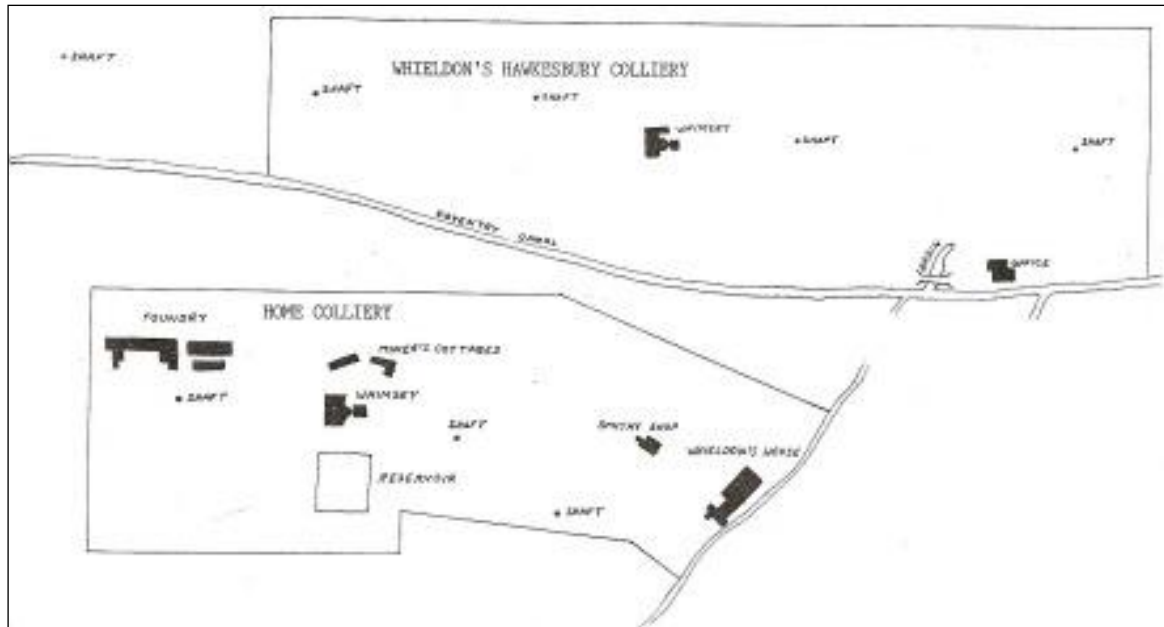 SHAFT
WHIELDON'S HAWKESBURY COLLIERY
SHAFT
SHAFT
WHIMSEY
SHAFT
SHAFT
COVENTRY CANAL
OFFICE
HOME COLLIERY
FOUNDRY
MINER'S COTTAGES
SHAFT
WHIMSEY
SHAFT
SMITHY SHOP
WHIELDON'S HOUSE
RESERVOIR
SHAFT